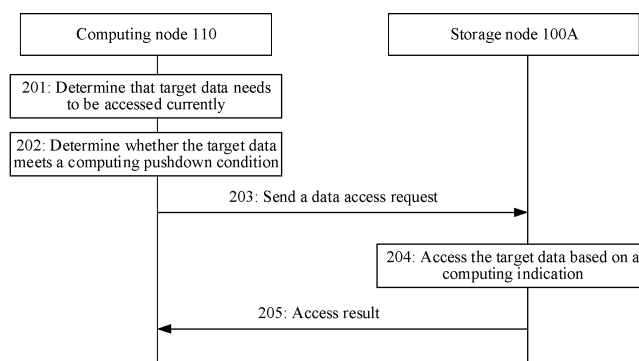 Computing node 110
Storage node 100A
201: Determine that target data needs
to be accessed currently
202: Determine whether the target data
meets a computing pushdown condition
203: Send a data access request
204: Access the target data based on a
computing indication
205: Access result